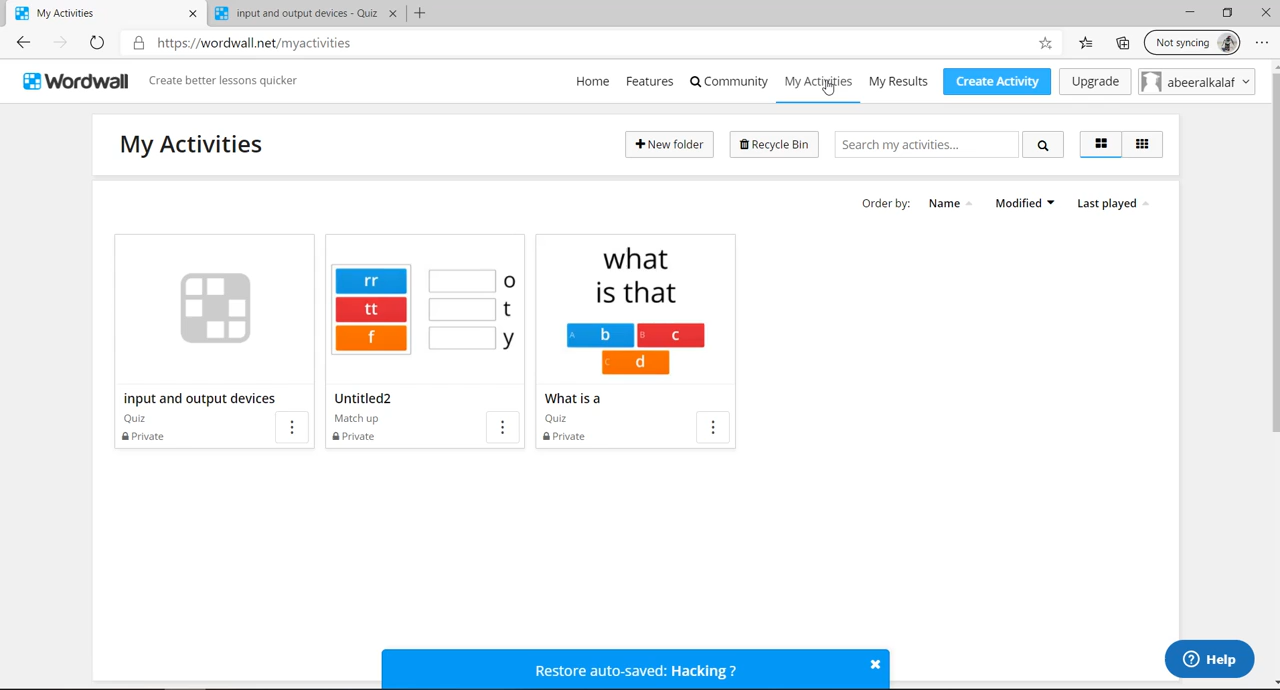 My Activities
input and output devices - Quiz
https://wordwall.net/myactivities
Not syncing
Wordwall
Create better lessons quicker
Home
Features
Community
My Activities
My Results
Create Activity
Upgrade
abeeralkalaf
My Activities
New folder
Recycle Bin
Search my activities...
Order by:
Name
Modified
Last played
input and output devices
Quiz
Private
rr
tt
f
o
t
y
Untitled2
Match up
Private
what
is that
A b
B c
C d
What is a
Quiz
Private
Restore auto-saved: Hacking ?
Help